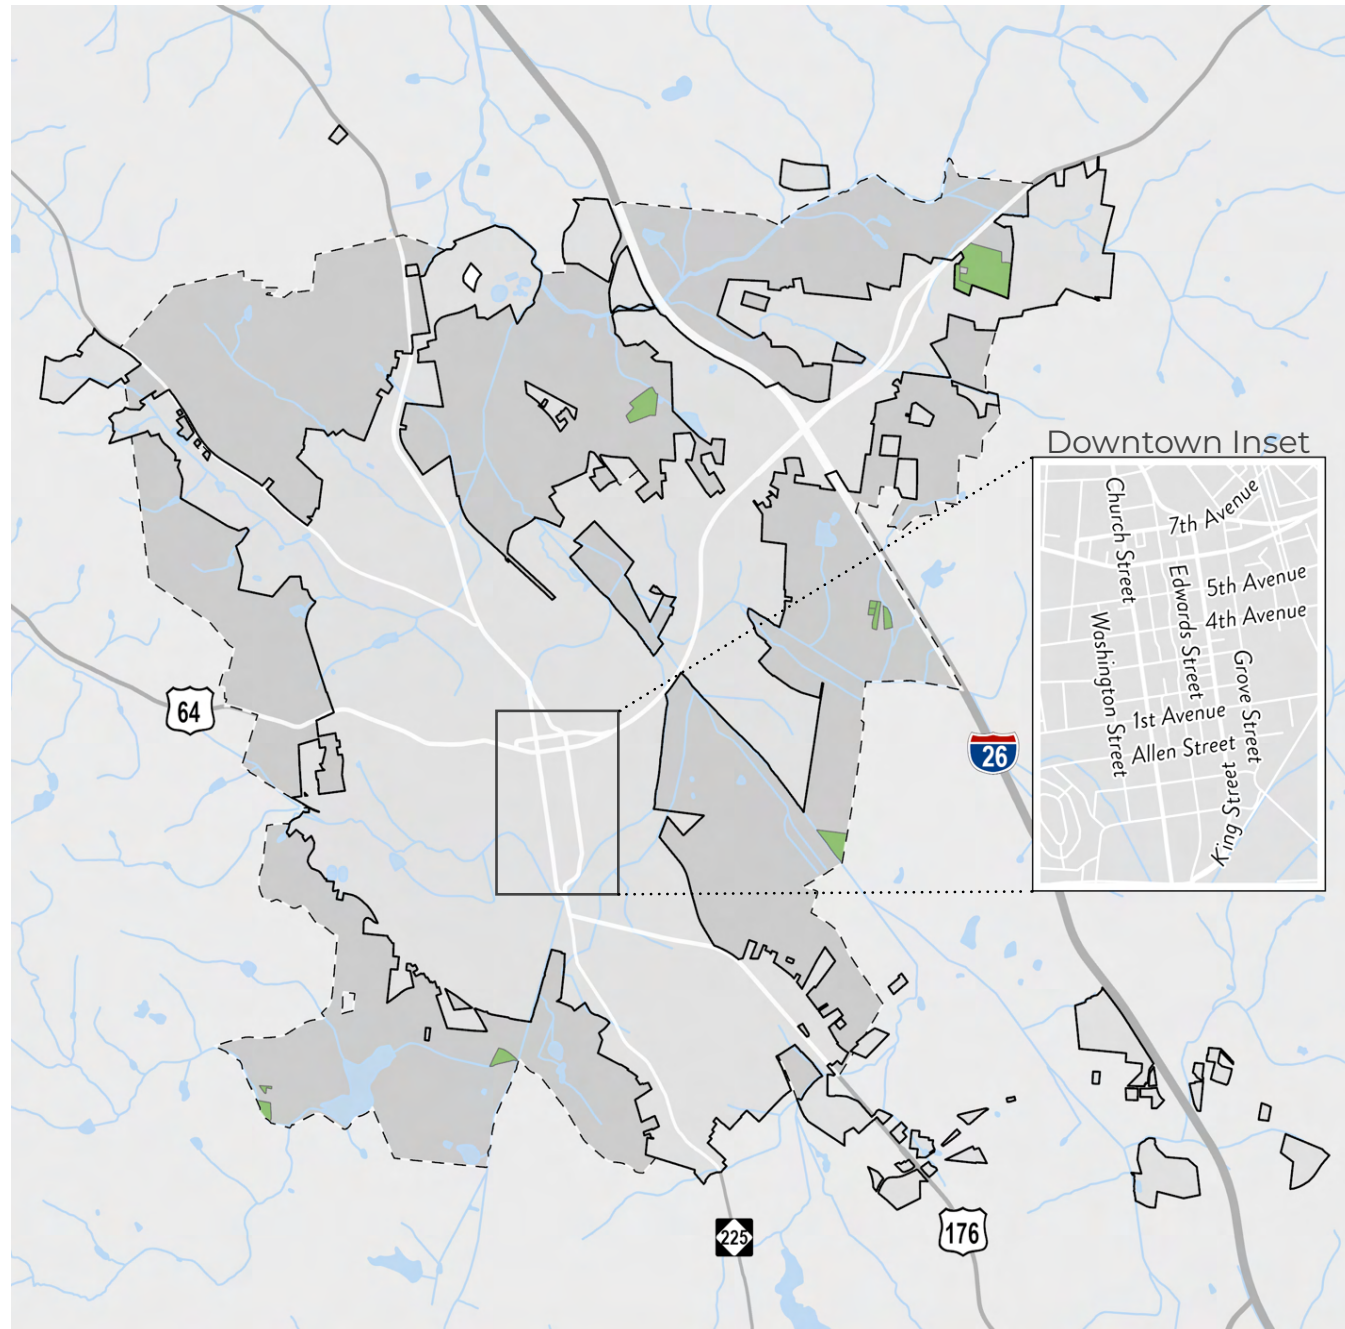 Downtown Inset
Church Street
7th Avenue
Edwards Street
5th Avenue
4th Avenue
Washington Street
Grove Street
1st Avenue
Allen Street
King Street
64
26
225
176